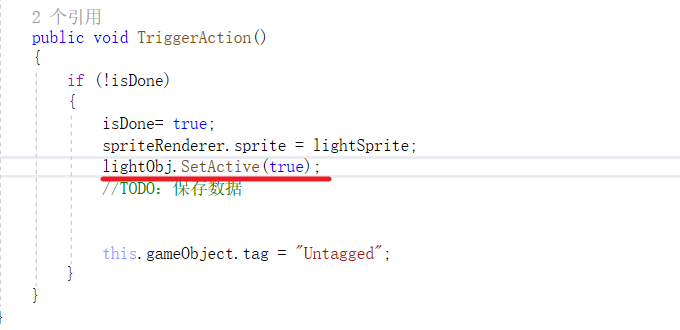 2 个引用
public void TriggerAction()
{
if (!isDone)
{
isDone= true;
spriteRenderer.sprite = lightSprite;
lightObj.SetActive(true);
//TODO: 保存数据
this.gameObject.tag = "Untagged";
}
}